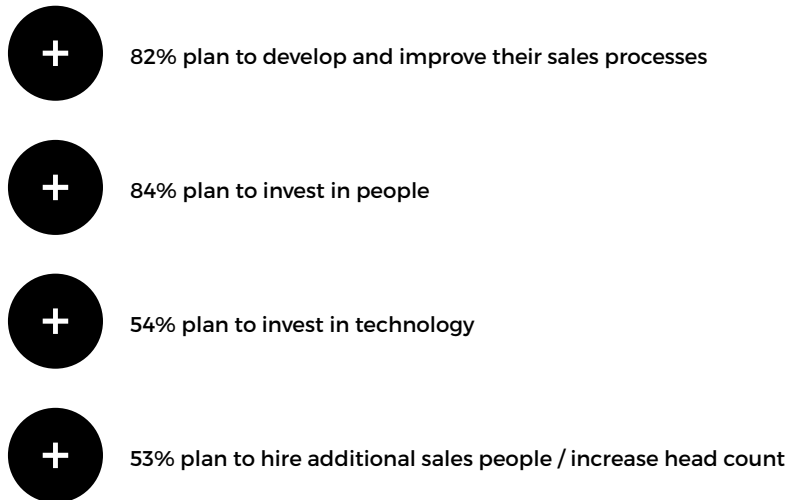 82% plan to develop and improve their sales processes
84% plan to invest in people
54% plan to invest in technology
53% plan to hire additional sales people / increase head count